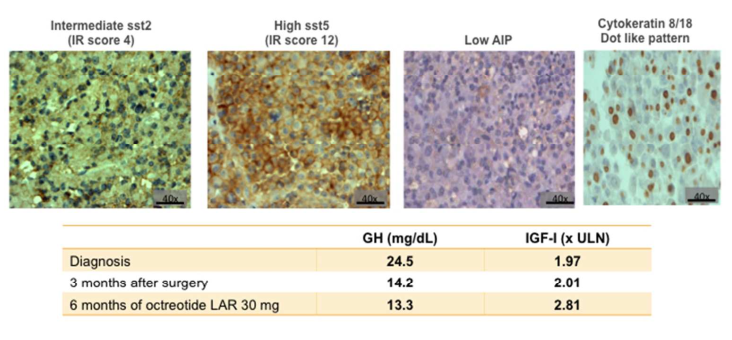 Intermediate sst2
(IR score 4)
High sst5
(IR score 12)
Low AIP
Cytokeratin 8/18
Dot like pattern
40x
40x
40x
40x
GH (mg/dL) IGF-I (x ULN)
Diagnosis 24.5 1.97
3 months after surgery 14.2 2.01
6 months of octreotide LAR 30 mg 13.3 2.81